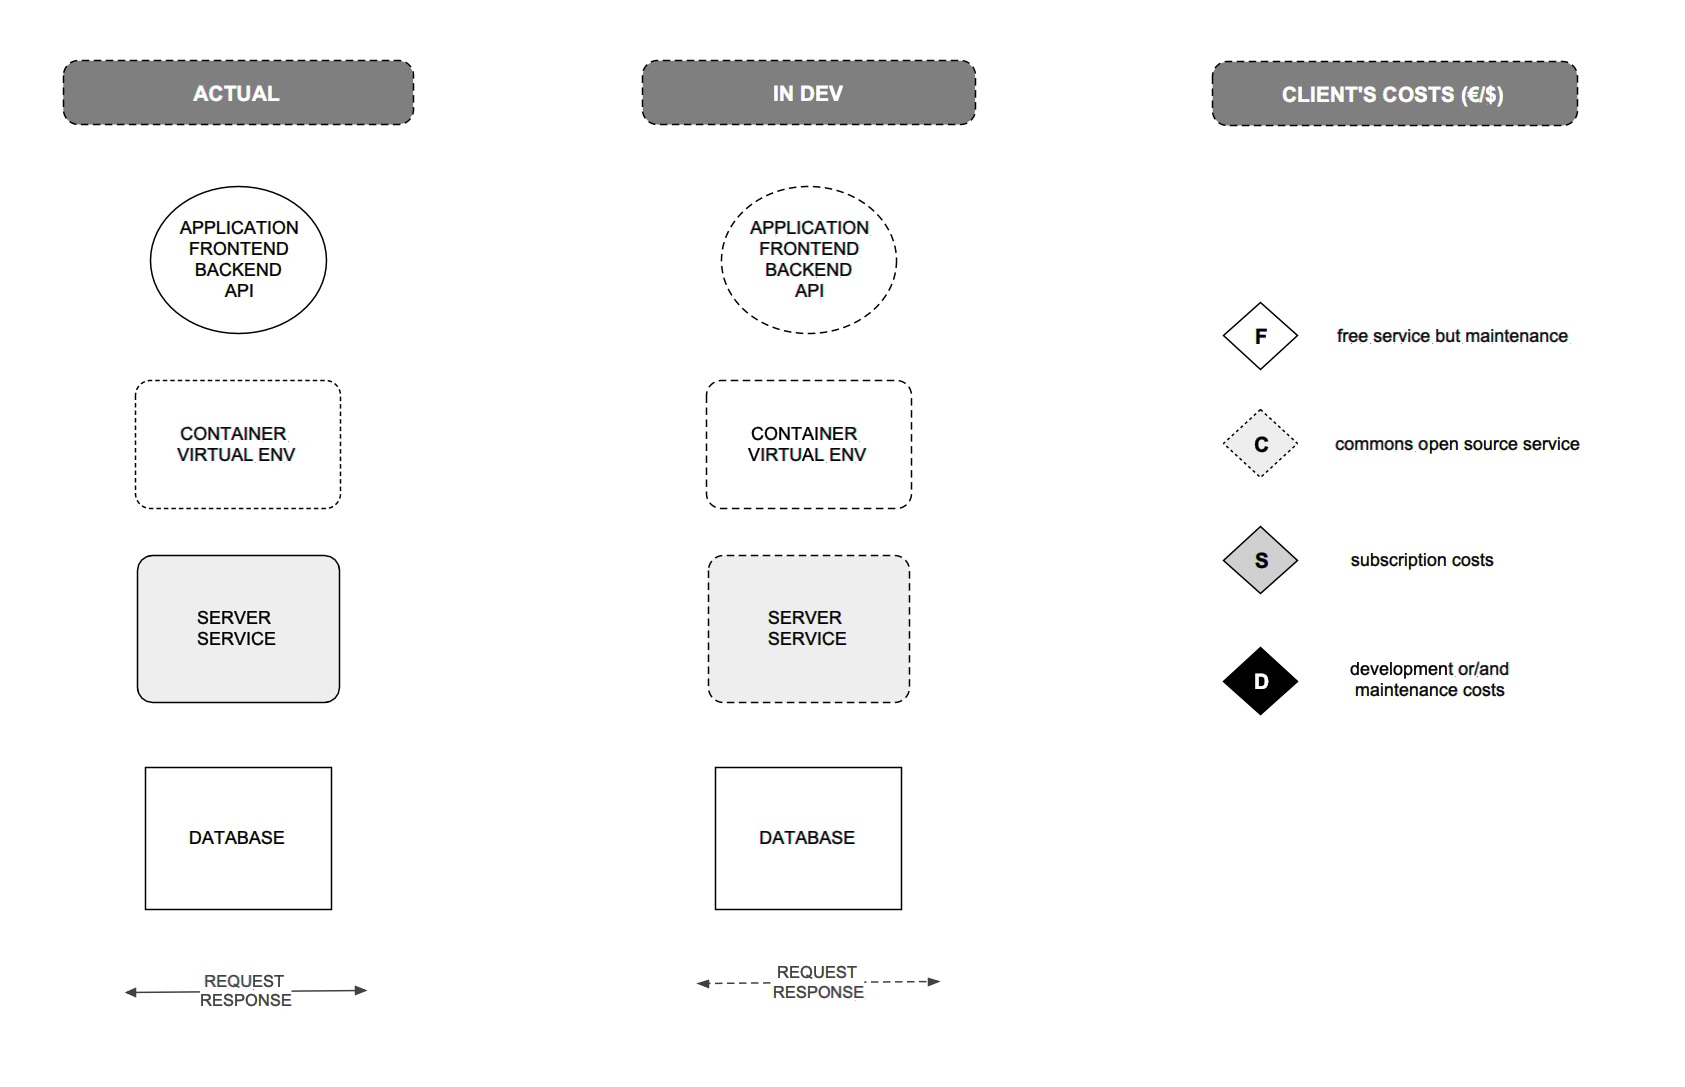 ACTUAL
APPLICATION
FRONTEND
BACKEND
API
CONTAINER
VIRTUAL ENV
SERVER
SERVICE
DATABASE
REQUEST
RESPONSE
IN DEV
APPLICATION
FRONTEND
BACKEND
API
CONTAINER
VIRTUAL ENV
SERVER
SERVICE
DATABASE
REQUEST
RESPONSE
CLIENT'S COSTS (€/$)
F free service but maintenance
C commons open source service
S subscription costs
D development or/and
maintenance costs